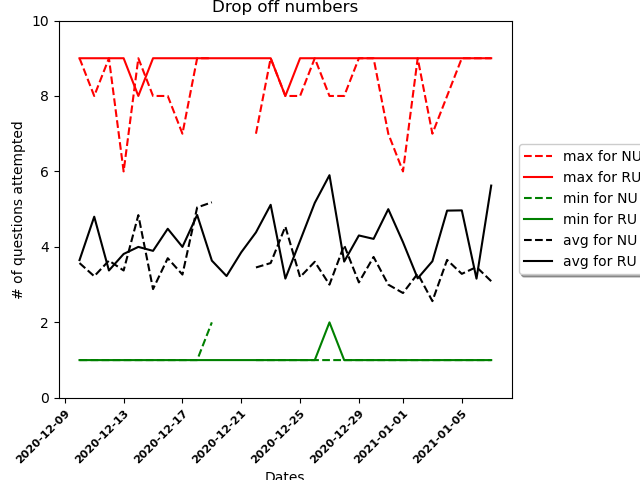 Drop off numbers
10
8
6
4
2
0
# of questions attempted
2020-12-09
2020-12-13
2020-12-17
2020-12-21
2020-12-25
2020-12-29
2021-01-01
2021-01-05
Dates
max for NU
max for RU
min for NU
min for RU
avg for NU
avg for RU